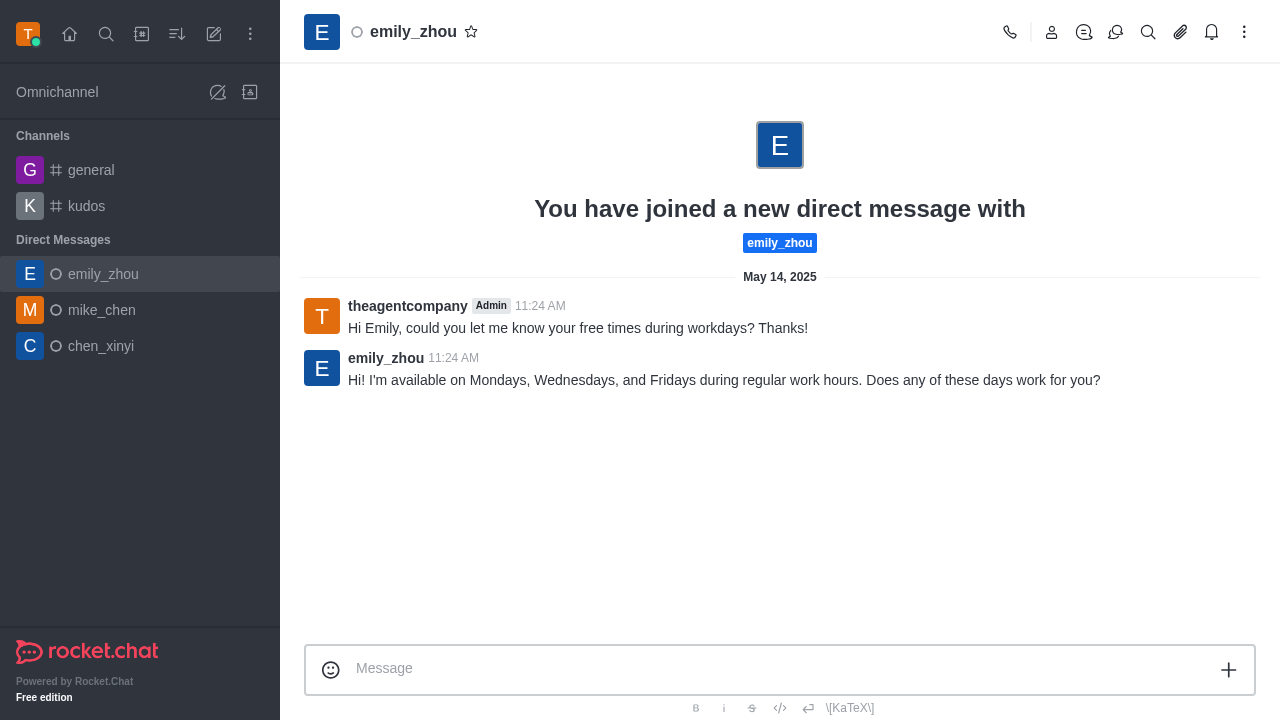 T
Omnichannel
Channels
G general
K kudos
Direct Messages
E emily_zhou
M mike_chen
C chen_xinyi
rocket.chat
Powered by Rocket.Chat
Free edition
E emily_zhou
E
You have joined a new direct message with
emily_zhou
May 14, 2025
T theagentcompany Admin 11:24 AM
Hi Emily, could you let me know your free times during workdays? Thanks!
E emily_zhou 11:24 AM
Hi! I'm available on Mondays, Wednesdays, and Fridays during regular work hours. Does any of these days work for you?
Message
B i S \[KaTeX\]